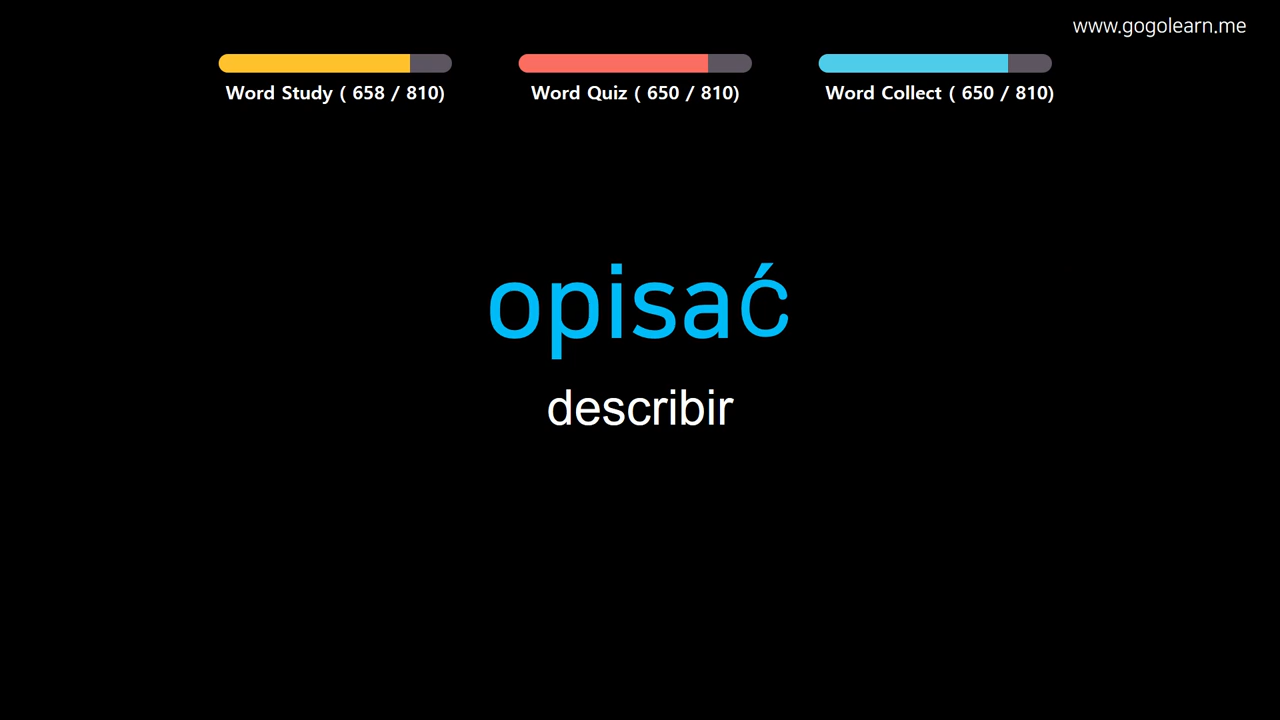 www.gogolearn.me
Word Study ( 658 / 810)
Word Quiz ( 650 / 810)
Word Collect ( 650 / 810)
opisać
describir